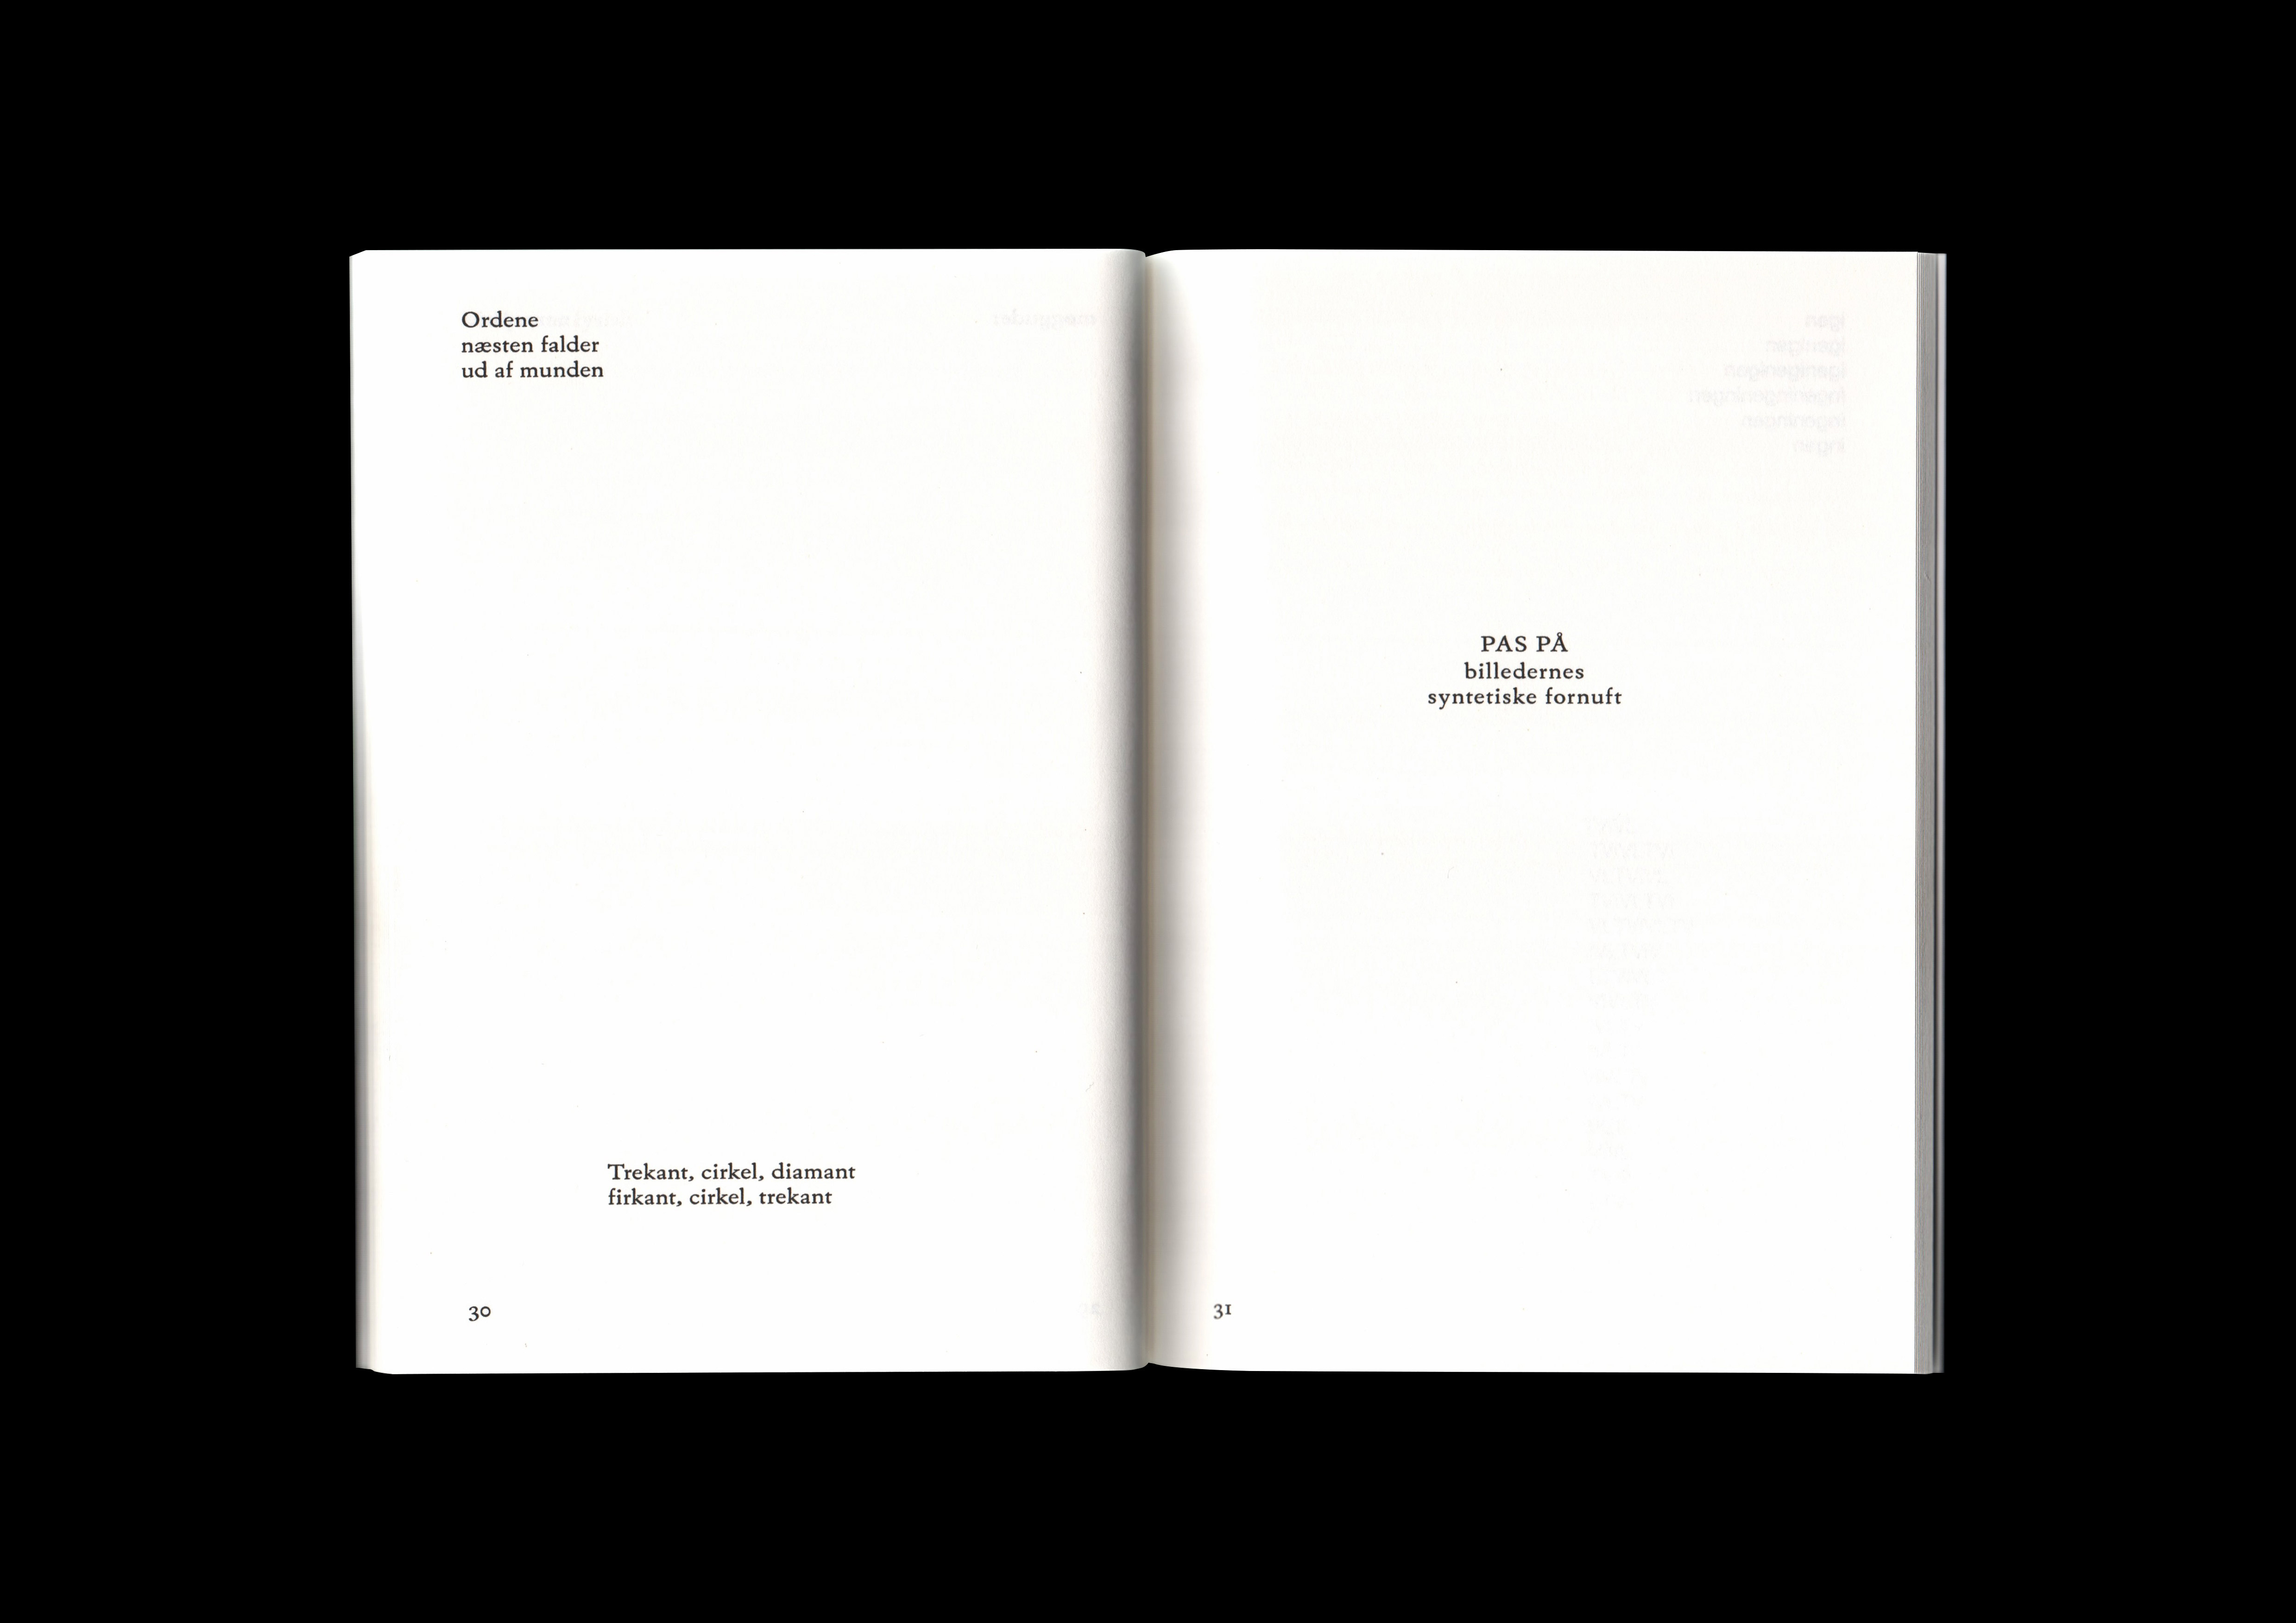 Ordene
næsten falder
ud af munden
Trekant, cirkel, diamant
firkant, cirkel, trekant
30
PAS PÅ
billedernes
syntetiske fornuft
31